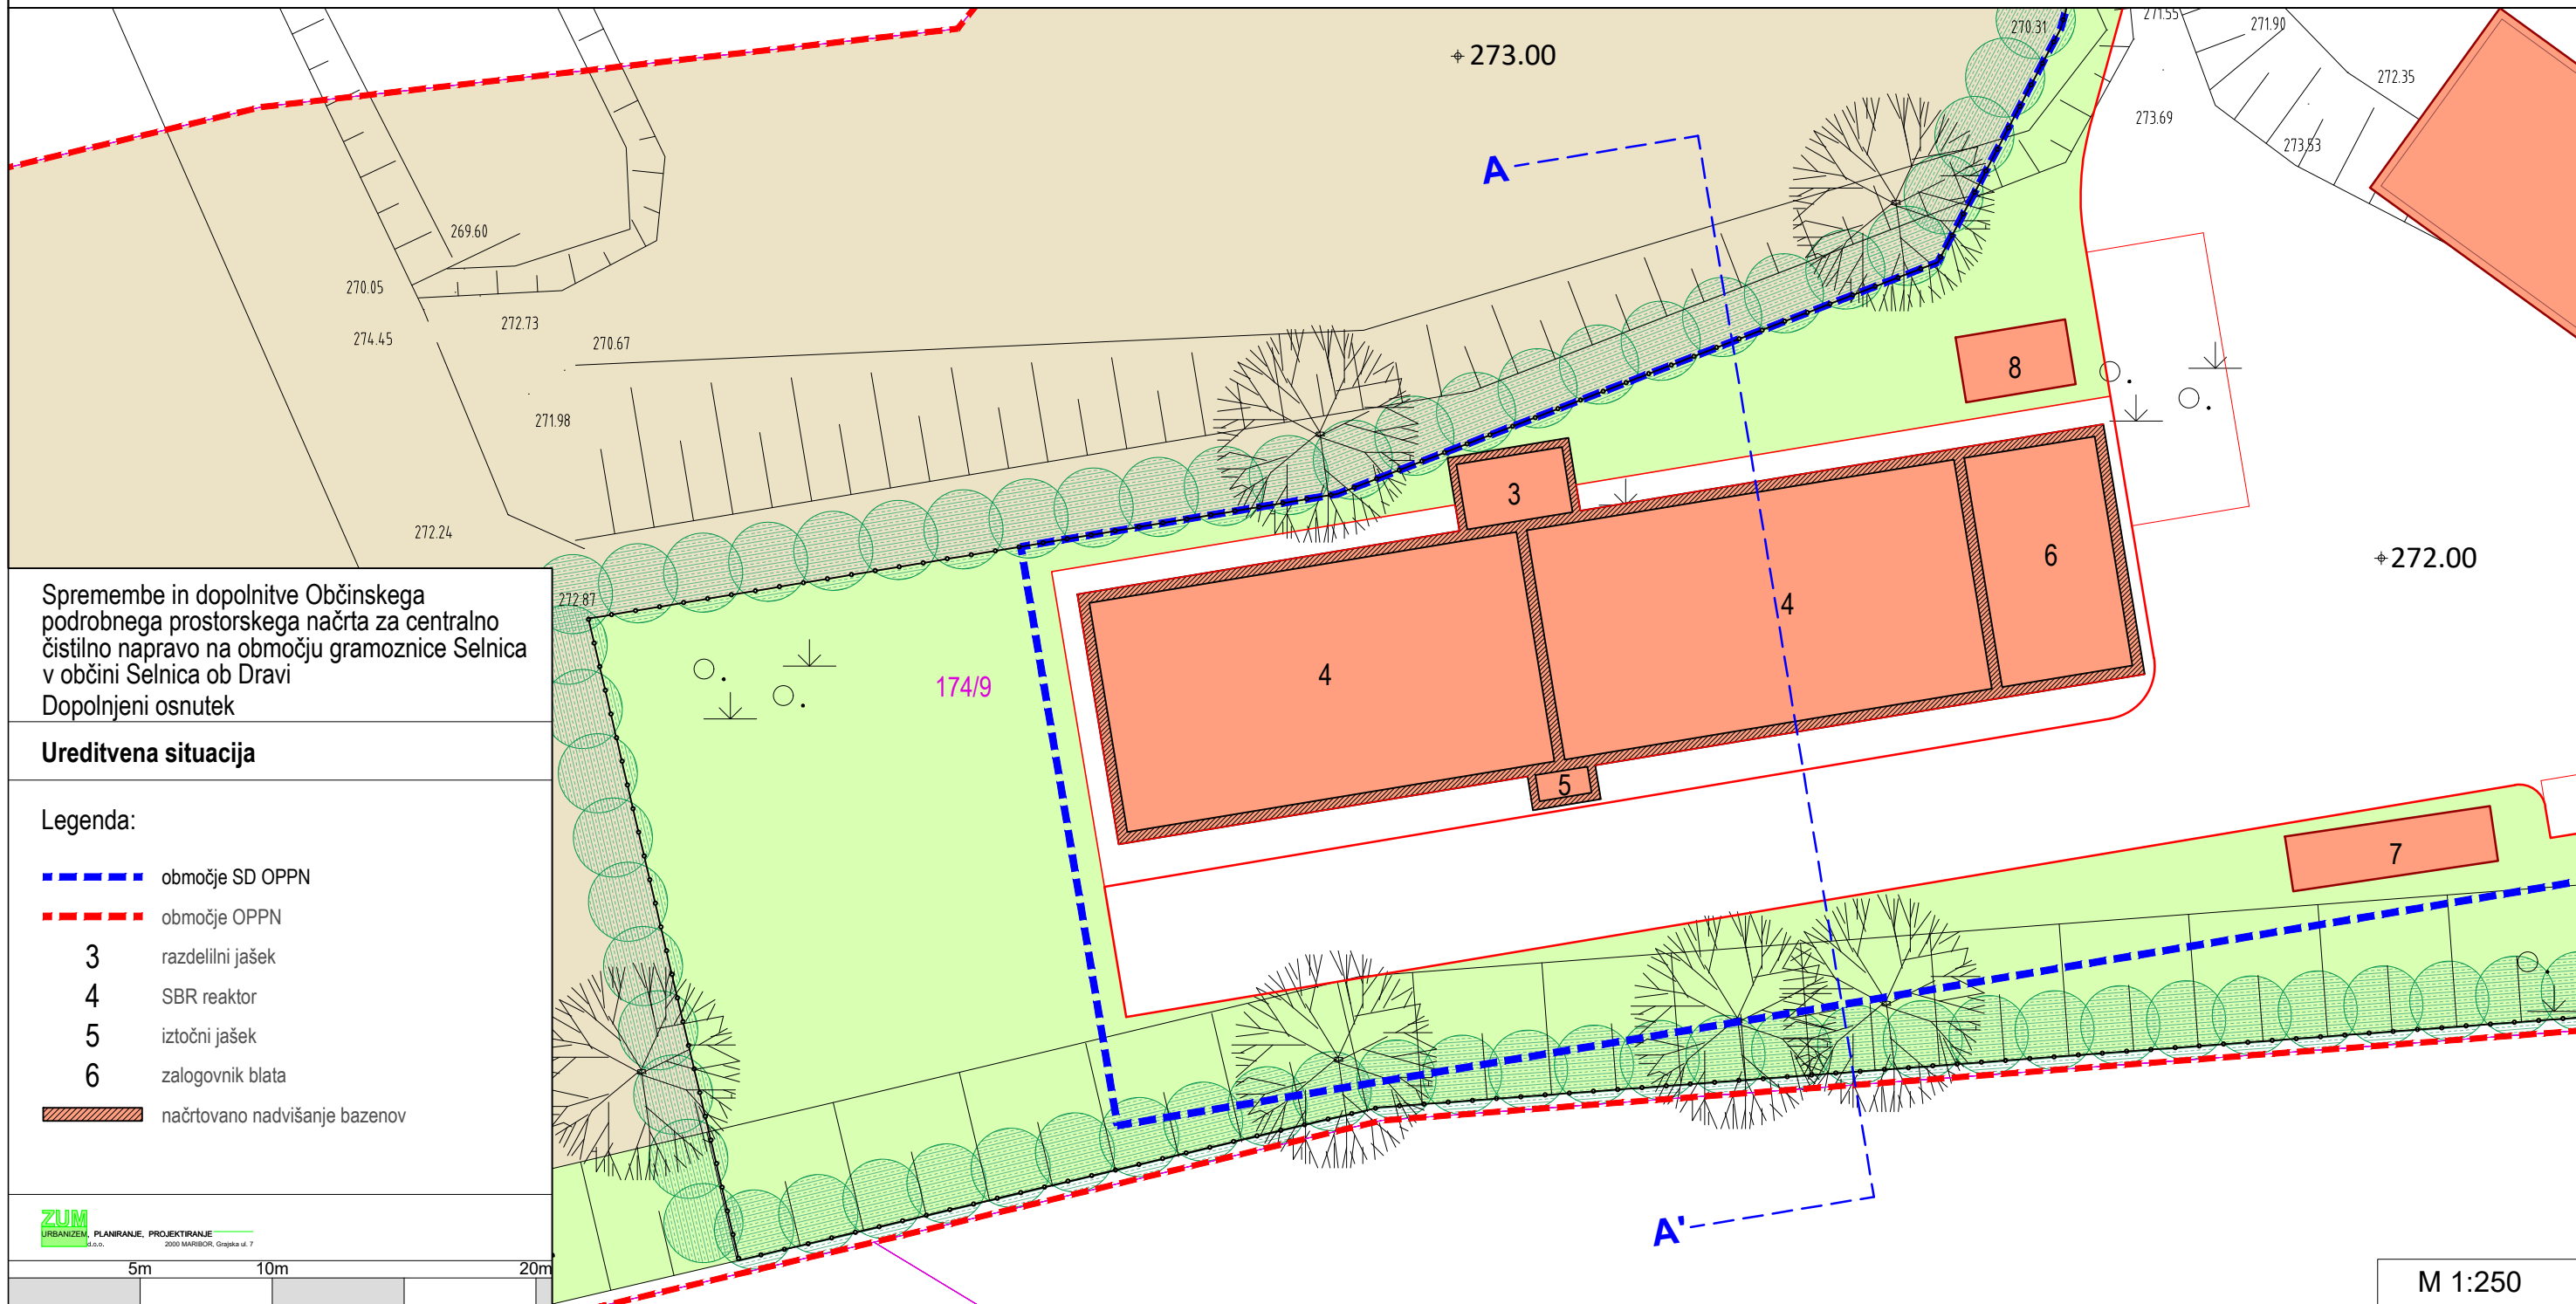 270.31
271.55
271.90
273.00
272.35
273.69
273.53
A
269.60
270.05
272.73
274.45
270.67
271.98
8
3
272.24
6
272.00
4
272.87
174/9
4
5
7
A'
Spremembe in dopolnitve Občinskega
podrobnega prostorskega načrta za centralno
čistilno napravo na območju gramoznice Selnica
v občini Selnica ob Dravi
Dopolnjeni osnutek
Ureditvena situacija
Legenda:
območje SD OPPN
območje OPPN
3 razdelilni jašek
4 SBR reaktor
5 iztočni jašek
6 zalogovnik blata
načrtovano nadvišanje bazenov
ZUM
URBANIZEM, PLANIRANJE, PROJEKTIRANJE
d.o.o. 2000 MARIBOR, Grajska ul. 7
5m 10m 20m
M 1:250